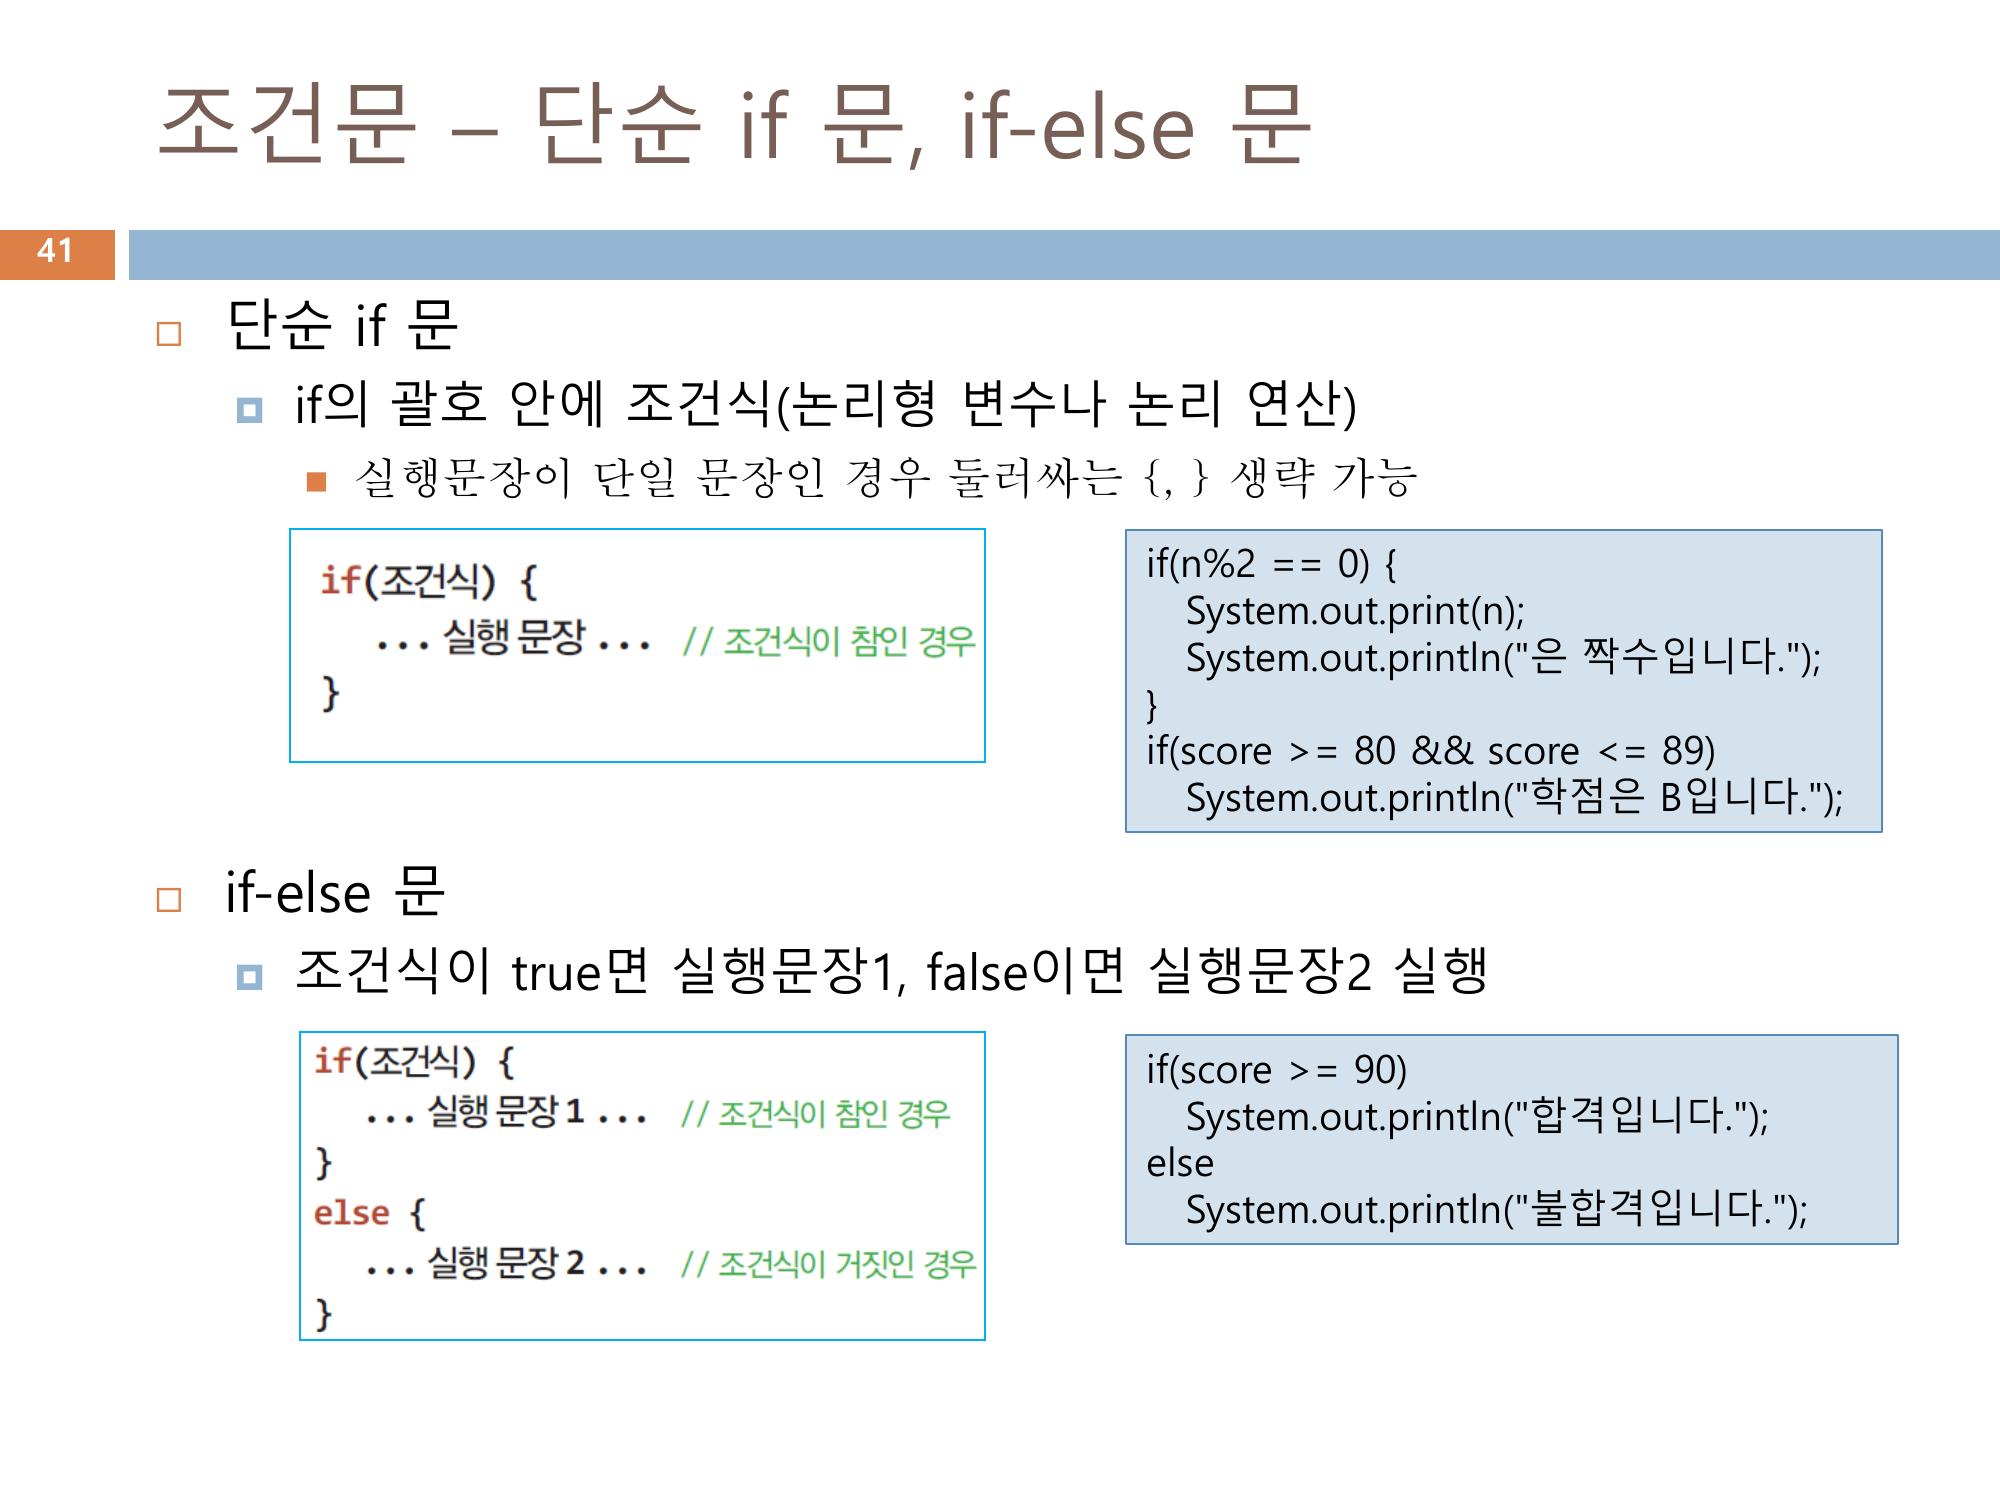 조건문 – 단순 if 문, if-else 문
41
단순 if 문
if의 괄호 안에 조건식(논리형 변수나 논리 연산)
실행문장이 단일 문장인 경우 둘러싸는 {, } 생략 가능
if(조건식) {
... 실행 문장 ... // 조건식이 참인 경우
}
if(n%2 == 0) {
System.out.print(n);
System.out.println("은 짝수입니다.");
}
if(score >= 80 && score <= 89)
System.out.println("학점은 B입니다.");
if-else 문
조건식이 true면 실행문장1, false이면 실행문장2 실행
if(조건식) {
... 실행 문장 1 ... // 조건식이 참인 경우
}
else {
... 실행 문장 2 ... // 조건식이 거짓인 경우
}
if(score >= 90)
System.out.println("합격입니다.");
else
System.out.println("불합격입니다.");